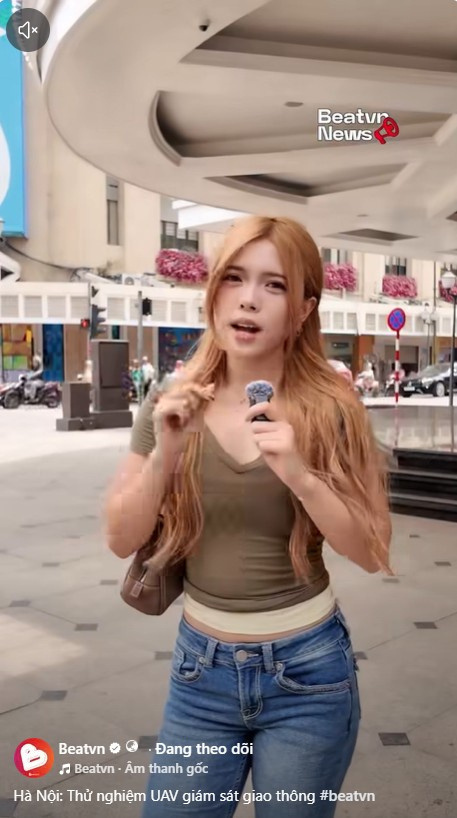 Beatvn
News
Beatvn · Đang theo dõi
Beatvn · Âm thanh gốc
Hà Nội: Thử nghiệm UAV giám sát giao thông #beatvn